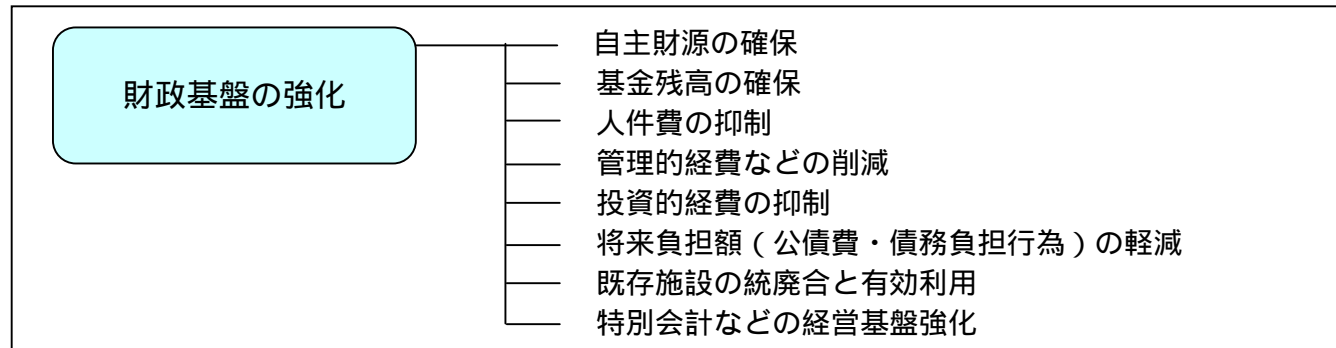 財政基盤の強化
自主財源の確保
基金残高の確保
人件費の抑制
管理的経費などの削減
投資的経費の抑制
将来負担額（公債費・債務負担行為）の軽減
既存施設の統廃合と有効利用
特別会計などの経営基盤強化